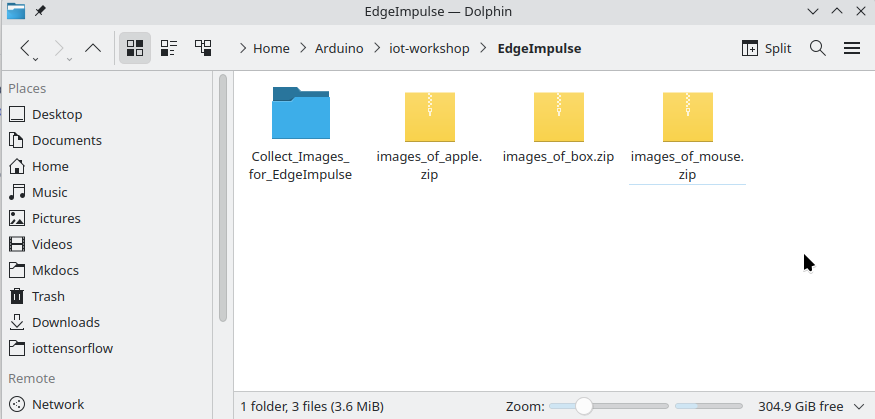 EdgeImpulse — Dolphin
Home Arduino iot-workshop EdgeImpulse Split
Places
Desktop
Documents
Home
Music
Pictures
Videos
Mkdocs
Trash
Downloads
iottensorflow
Remote
Network
Collect_Images_
for_EdgeImpulse
images_of_apple.
zip
images_of_box.zip
images_of_mouse.
zip
1 folder, 3 files (3.6 MiB)
Zoom:
304.9 GiB free